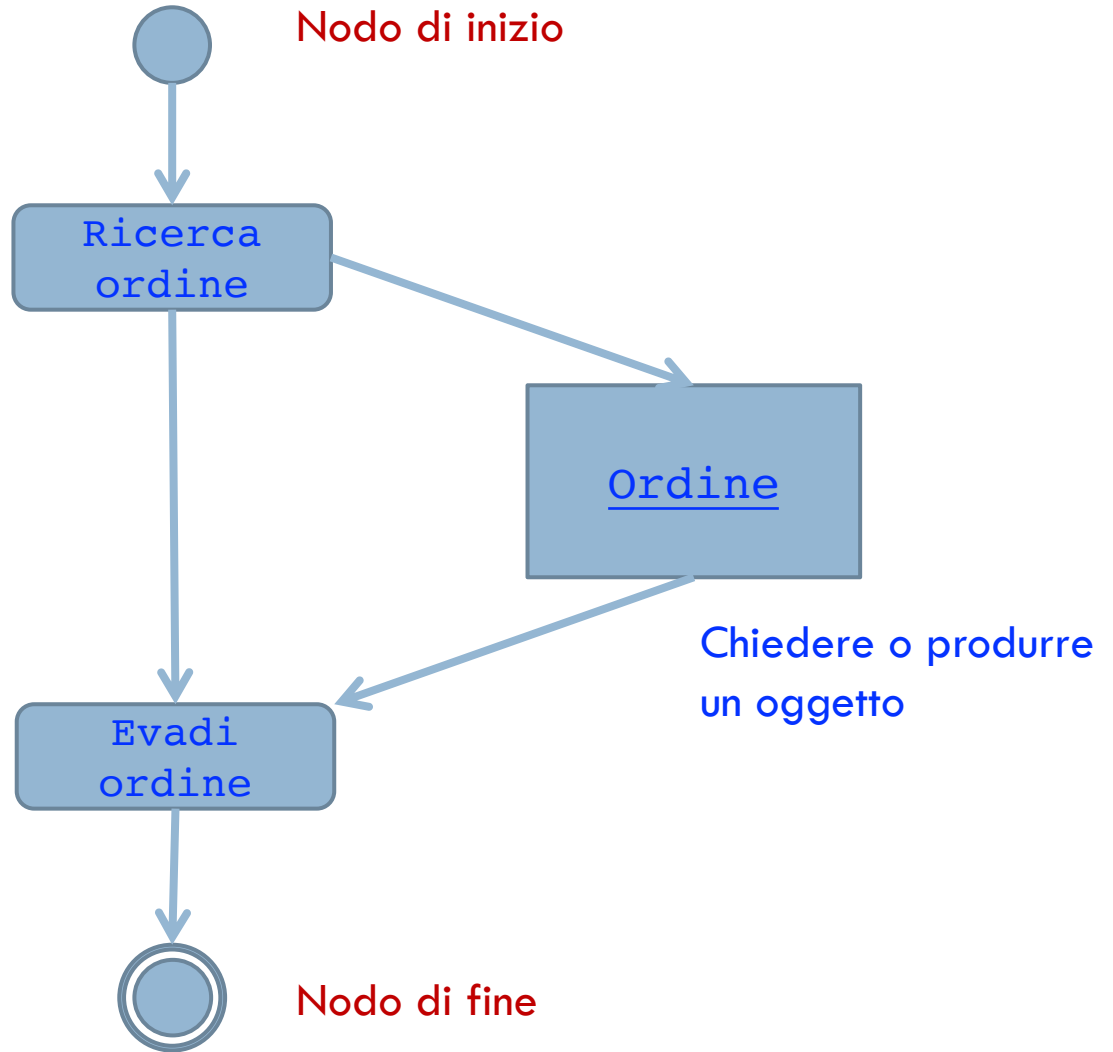 Nodo di inizio
Ricerca
ordine
Ordine
Chiedere o produrre
un oggetto
Evadi
ordine
Nodo di fine